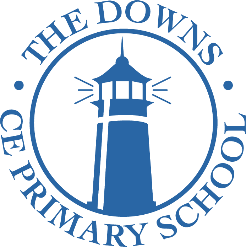 THE DOWNS
CE PRIMARY SCHOOL